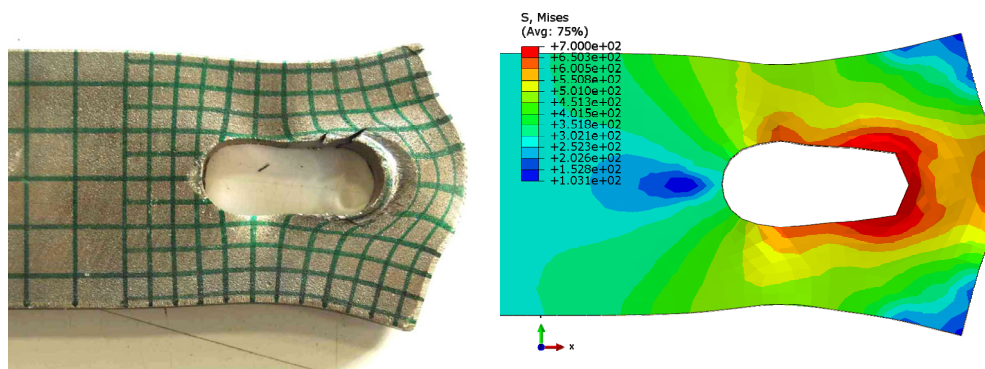 S, Mises
(Avg: 75%)
+7.000e+02
+6.503e+02
+6.005e+02
+5.508e+02
+5.010e+02
+4.513e+02
+4.015e+02
+3.518e+02
+3.021e+02
+2.523e+02
+2.026e+02
+1.528e+02
+1.031e+02
x